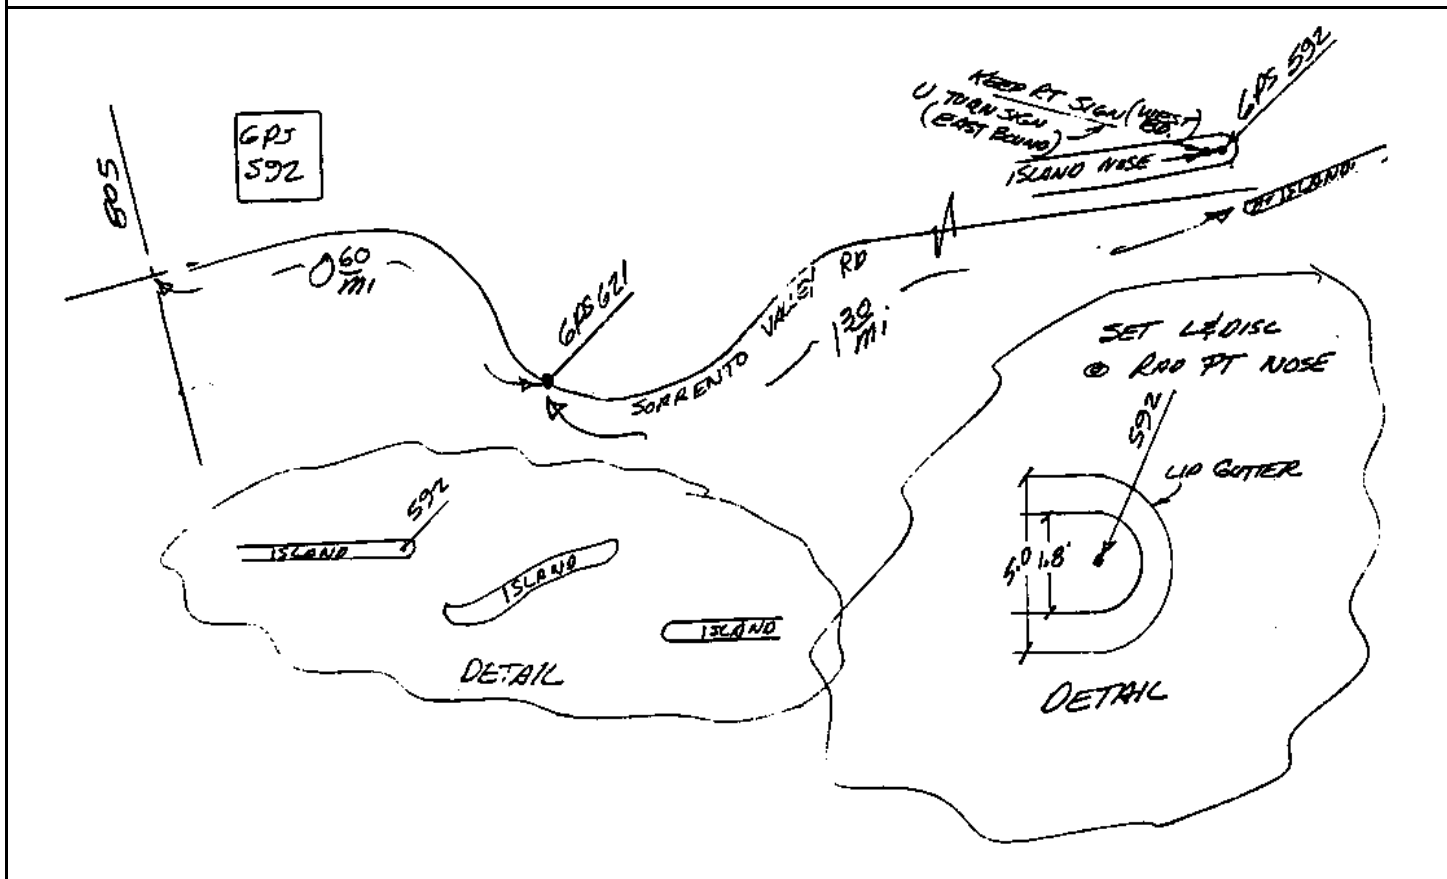 GPS
592
805
0 60 mi
GPS 621
SORRENTO VALLEY RD
1 30 mi
KEEP RT SIGN (WEST BD.)
U TURN SIGN
(EAST BOUND)
ISLAND NOSE
GPS 592
ISLAND
SET L&DISC
@ RAD PT NOSE
592
LIP GUTTER
5.0
1.8'
DETAIL
592
ISLAND
ISLAND
ISLAND
DETAIL